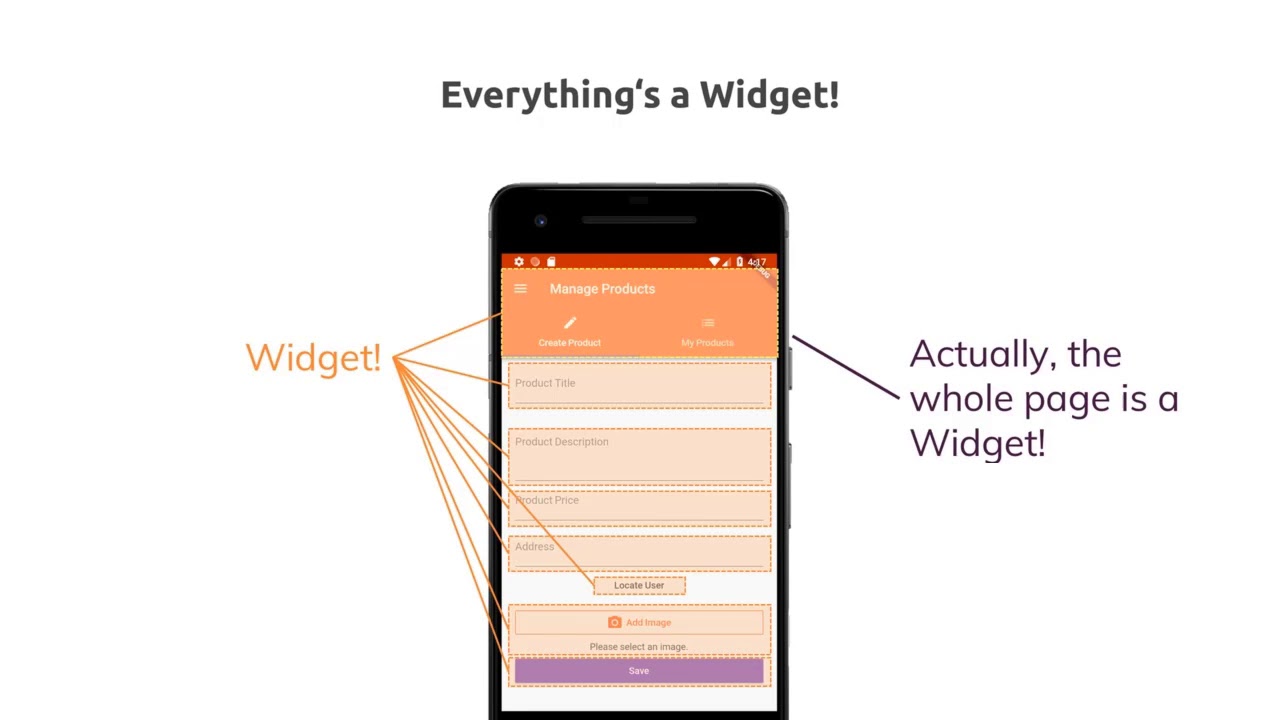 Everything‘s a Widget!
4:17
Manage Products
Create Product
My Products
Widget!
Actually, the
whole page is a
Widget!
Product Title
Product Description
Product Price
Address
Locate User
Add Image
Please select an image.
Save